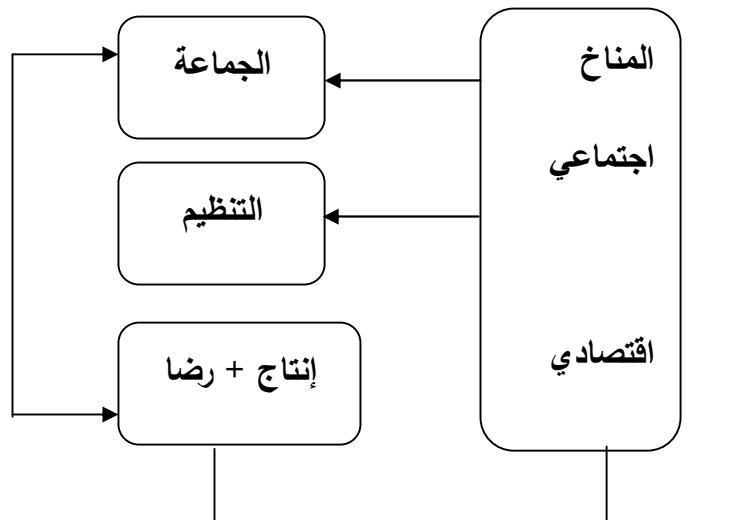 المناخ
اجتماعي
اقتصادي
الجماعة
التنظيم
إنتاج + رضا